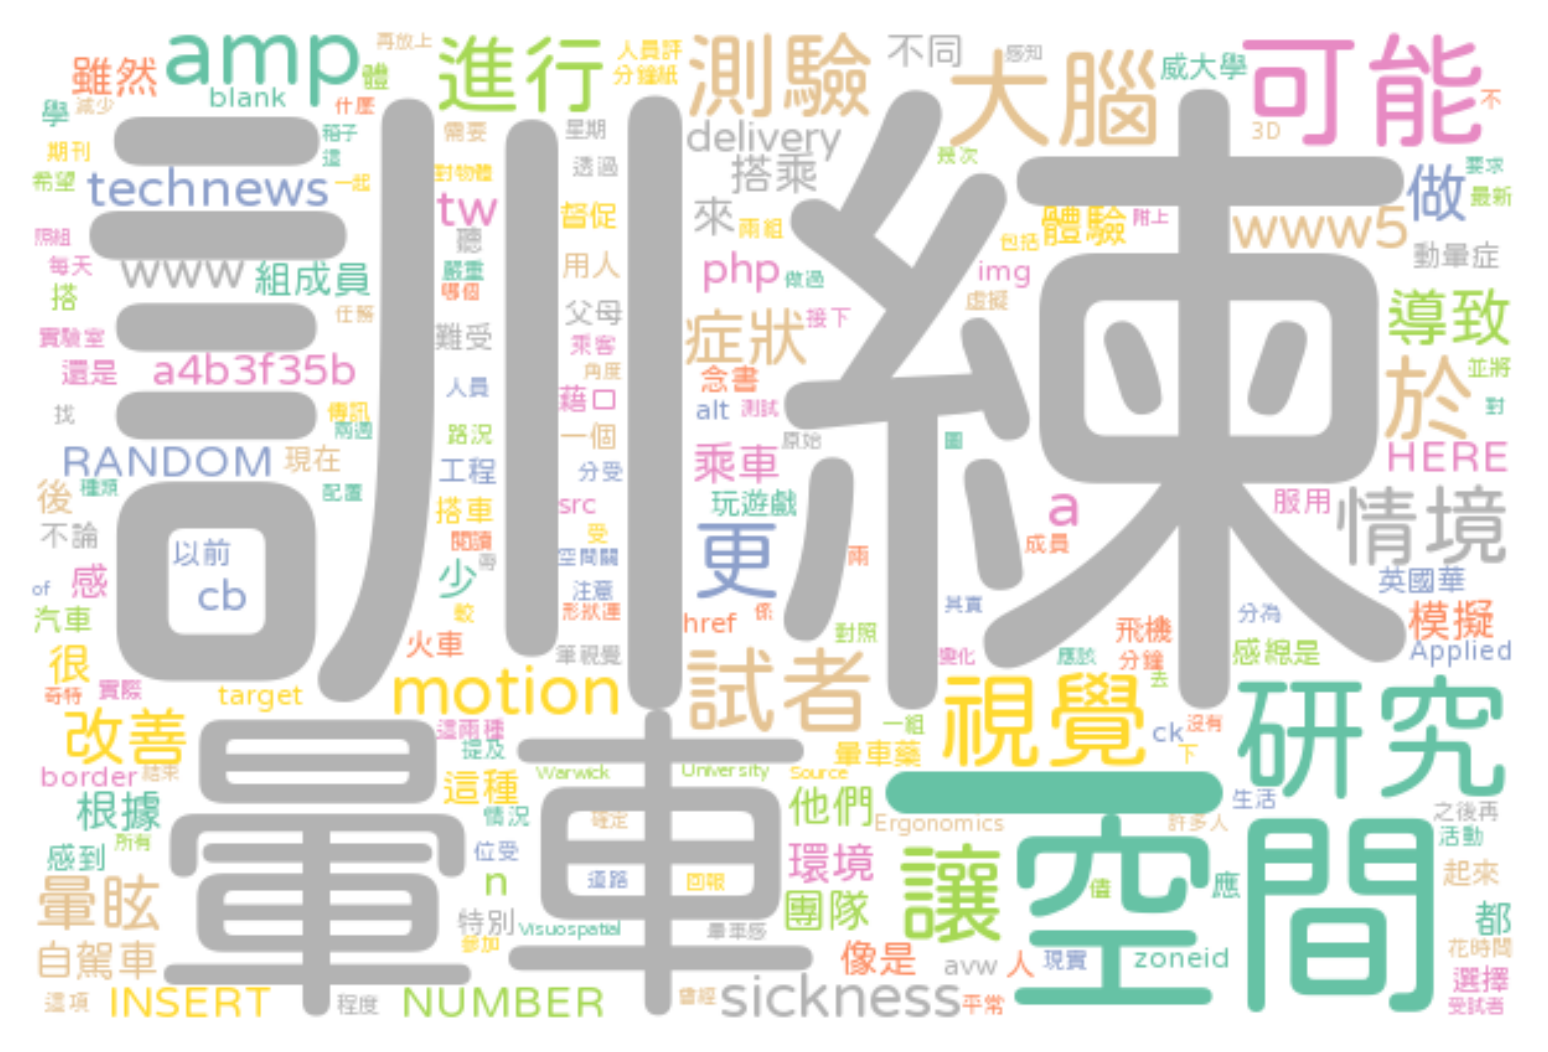 訓練
暈車
空間
研究
可能
大腦
測驗
進行
amp
雖然
體
blank
什麼
學
減少
再放上
人員評
分鐘紙
不同
感知
威大學
不
3D
期刊
希望
箱子
這
一起
technews
需要
星期
透過
對物體
tw
聽
督促
delivery
搭乘
來
兩組
幾次
做
要求
最新
www5
體驗
附上
包括
動暈症
照組
每天
搭
www
組成員
任務
嚴重
哪個
用人
父母
php
做過
img
虛擬
導致
實驗室
還是
a4b3f35b
難受
乘客
角度
症狀
接下
念書
並將
於
對
找
傳訊
兩週
人員
藉口
alt
測試
路況
一個
原始
圖
RANDOM
現在
工程
分受
乘車
HERE
後
種類
配置
搭車
src
玩遊戲
a
服用
情境
不論
以前
閱讀
受
空間關
更
兩
成員
of
感
cb
少
注意
英國華
汽車
較
形狀運
href
係
其實
分為
模擬
火車
對照
飛機
很
筆視覺
變化
應該
分鐘
去
感總是
Applied
奇特
實際
target
motion
試者
視覺
改善
這兩種
提及
一組
ck
沒有
下
暈車藥
border
結束
這種
Warwick
University
Source
生活
根據
情況
確定
他們
Ergonomics
許多人
之後再
活動
感到
所有
位受
環境
讓
值
應
起來
暈眩
n
道路
回報
團隊
都
特別
參加
Visuospatial
暈車感
花時間
自駕車
像是
avw
人
現實
zoneid
選擇
這項
INSERT
程度
NUMBER
曾經
sickness
平常
受試者